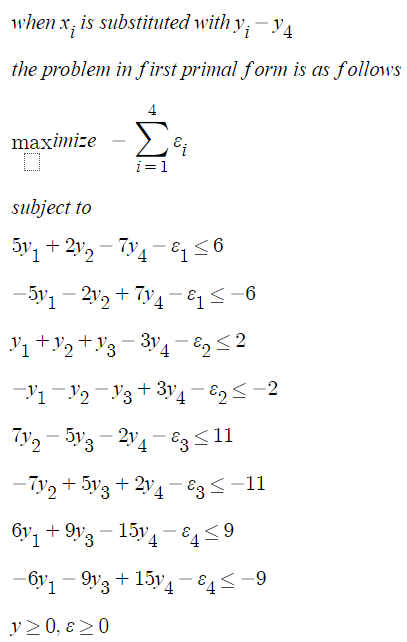 when x_i is substituted with y_i − y_4
the problem in first primal form is as follows
maximize − ∑_{i=1}^{4} ε_i
subject to
5y_1 + 2y_2 − 7y_4 − ε_1 ≤ 6
−5y_1 − 2y_2 + 7y_4 − ε_1 ≤ −6
y_1 + y_2 + y_3 − 3y_4 − ε_2 ≤ 2
−y_1 − y_2 − y_3 + 3y_4 − ε_2 ≤ −2
7y_2 − 5y_3 − 2y_4 − ε_3 ≤ 11
−7y_2 + 5y_3 + 2y_4 − ε_3 ≤ −11
6y_1 + 9y_3 − 15y_4 − ε_4 ≤ 9
−6y_1 − 9y_3 + 15y_4 − ε_4 ≤ −9
y ≥ 0, ε ≥ 0